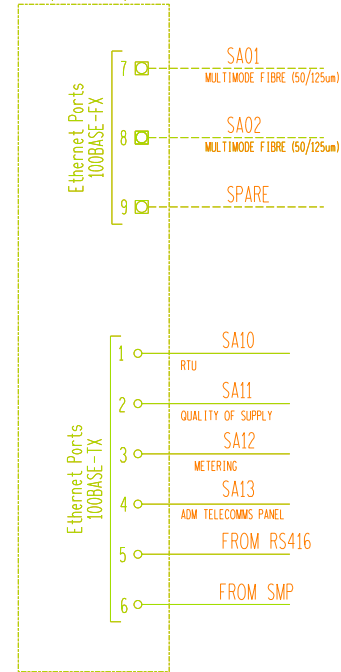 Ethernet Ports
100BASE-FX
7
SA01
MULTIMODE FIBRE (50/125um)
8
SA02
MULTIMODE FIBRE (50/125um)
9
SPARE
Ethernet Ports
100BASE-TX
1
SA10
RTU
2
SA11
QUALITY OF SUPPLY
3
SA12
METERING
4
SA13
ADM TELECOMMS PANEL
5
FROM RS416
6
FROM SMP